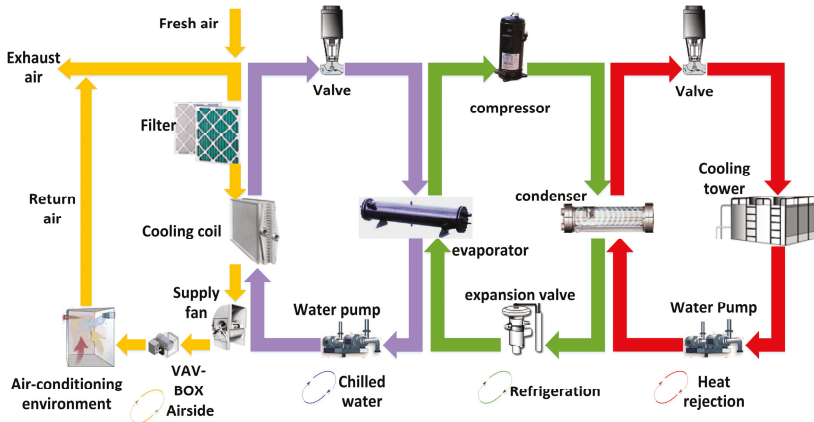 Fresh air
Exhaust
air
Valve
Valve
compressor
Filter
Return
air
Cooling coil
condenser
Cooling
tower
evaporator
Supply
fan
Water pump
expansion valve
Water Pump
Air-conditioning
environment
VAV-
BOX
Airside
Chilled
water
Refrigeration
Heat
rejection